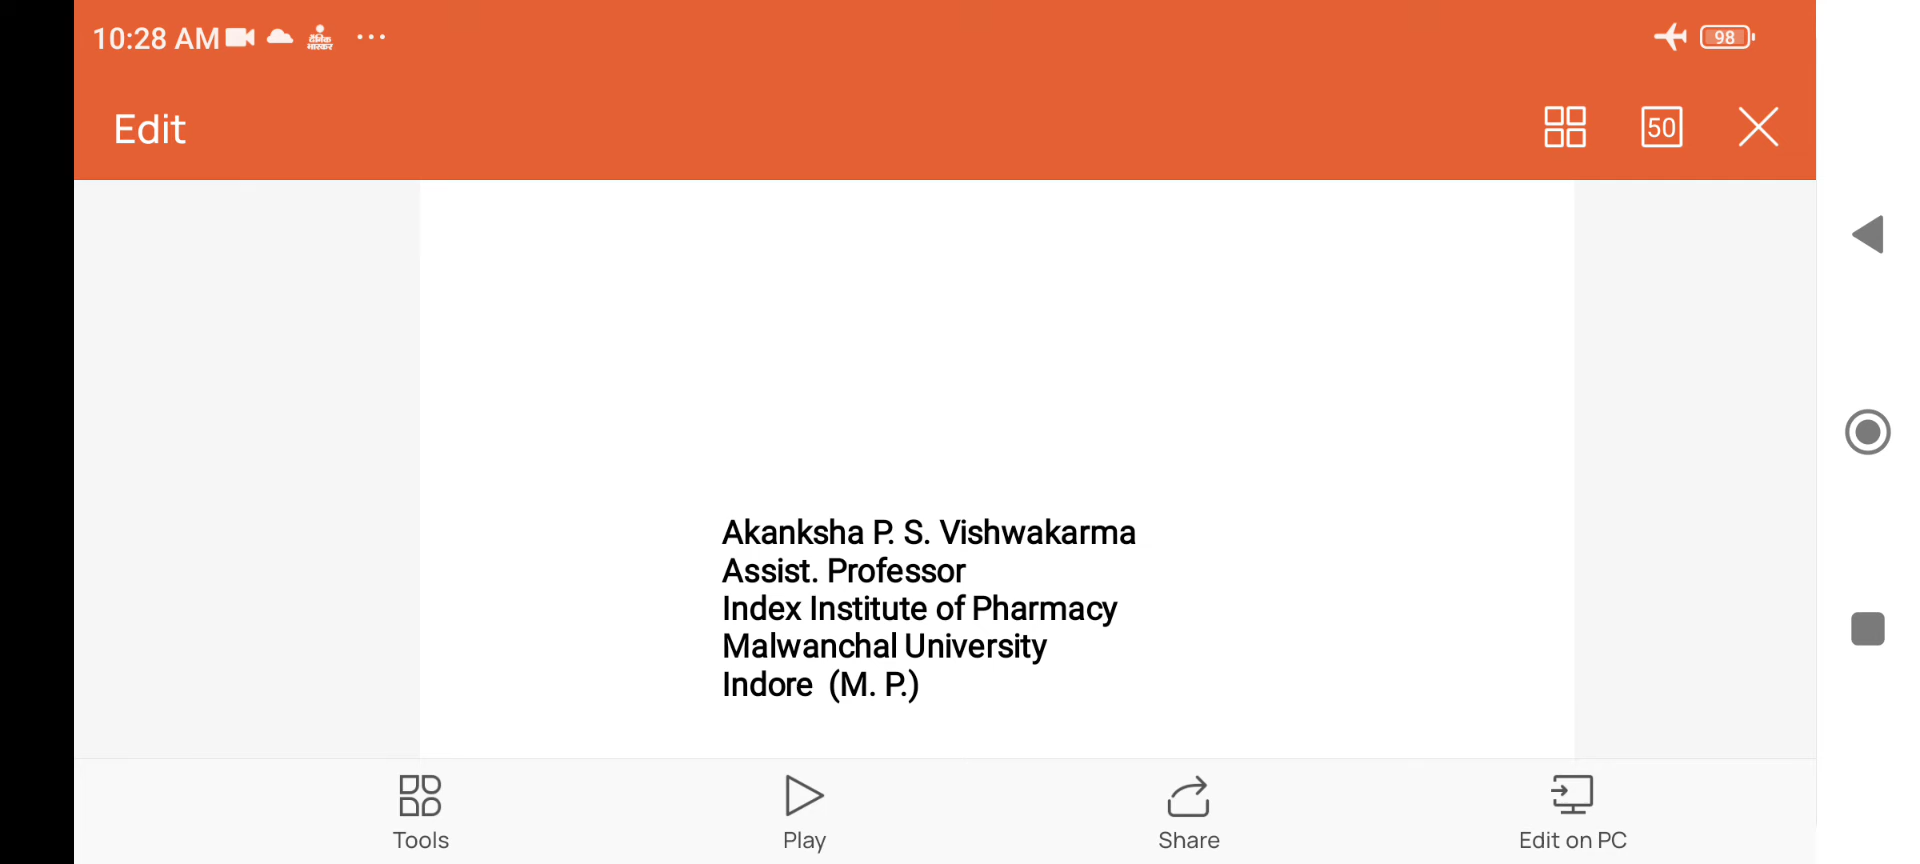 10:28 AM
दैनिक
भास्कर
98
Edit
50
Akanksha P. S. Vishwakarma
Assist. Professor
Index Institute of Pharmacy
Malwanchal University
Indore (M. P.)
Tools
Play
Share
Edit on PC